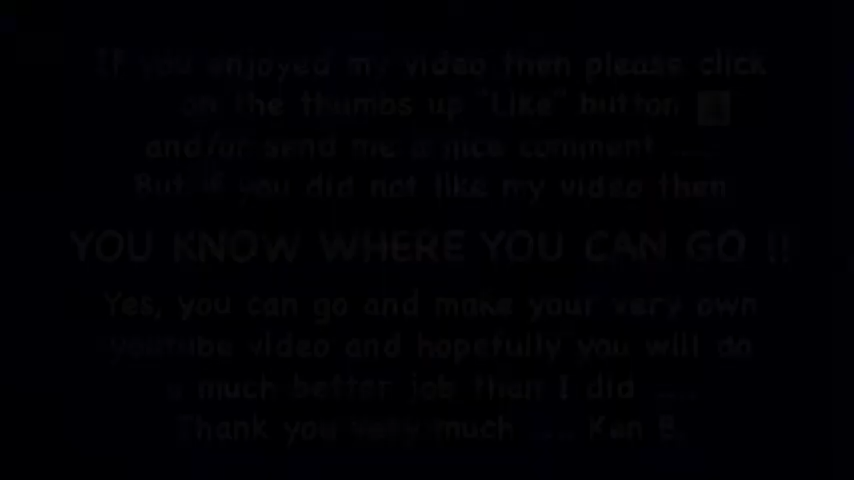 If you enjoyed my video then please click
on the thumbs up "Like" button
and/or send me a nice comment ....
But if you did not like my video then
YOU KNOW WHERE YOU CAN GO !!
Yes, you can go and make your very own
youtube video and hopefully you will do
a much better job than I did ....
Thank you very much .... Ken B.